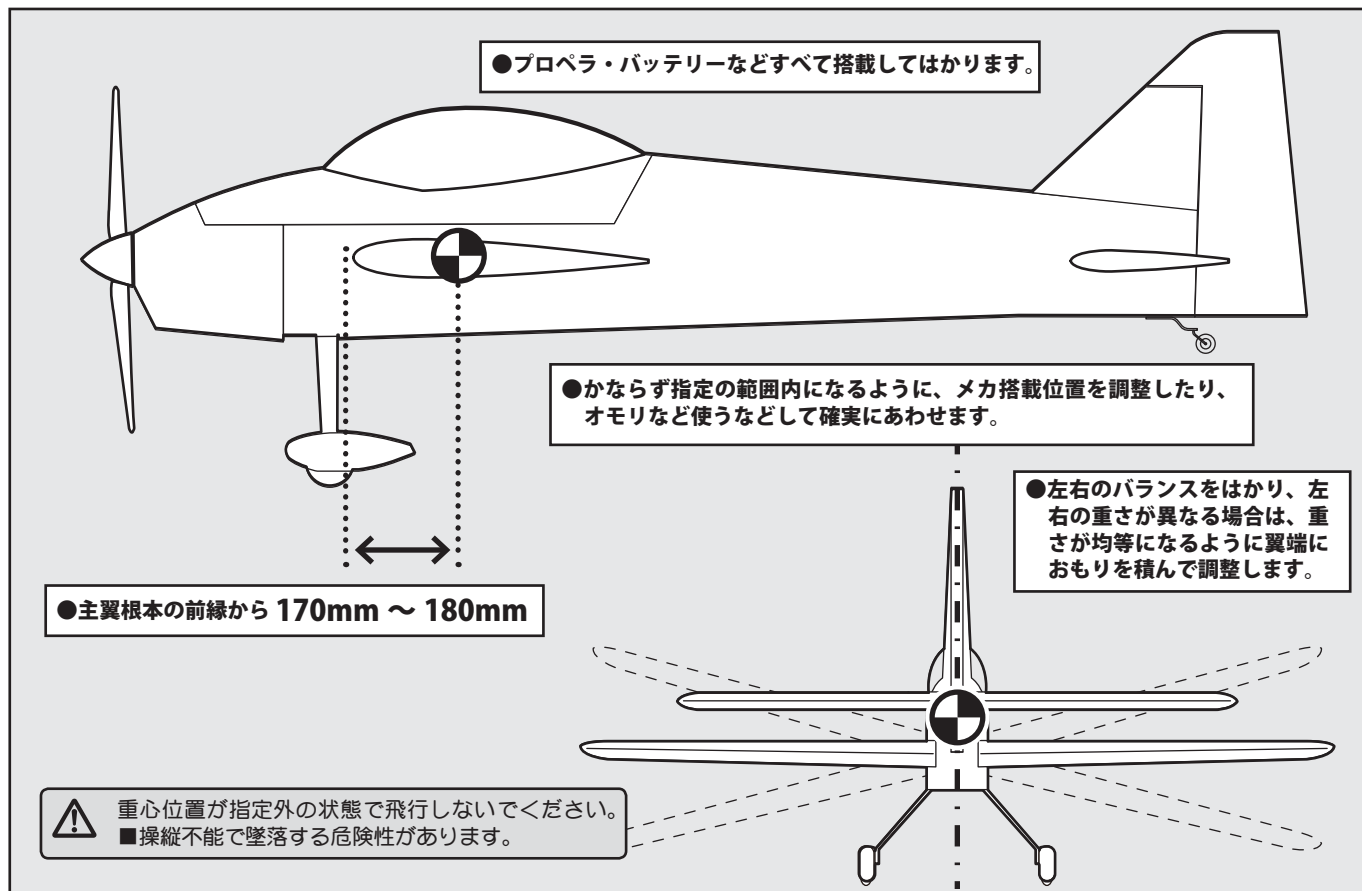 ●プロペラ・バッテリーなどすべて搭載してはかります。
●かならず指定の範囲内になるように、メカ搭載位置を調整したり、
オモリなど使うなどして確実にあわせます。
●左右のバランスをはかり、左
右の重さが異なる場合は、重
さが均等になるように翼端に
おもりを積んで調整します。
●主翼根本の前縁から 170mm ～ 180mm
重心位置が指定外の状態で飛行しないでください。
■操縦不能で墜落する危険性があります。